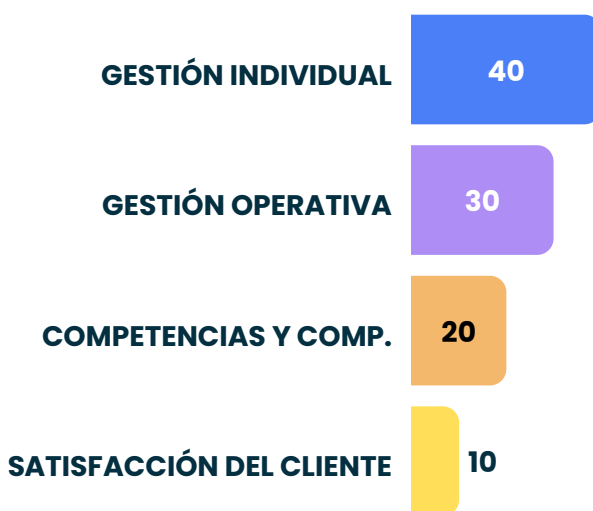 GESTIÓN INDIVIDUAL 40
GESTIÓN OPERATIVA 30
COMPETENCIAS Y COMP. 20
SATISFACCIÓN DEL CLIENTE 10